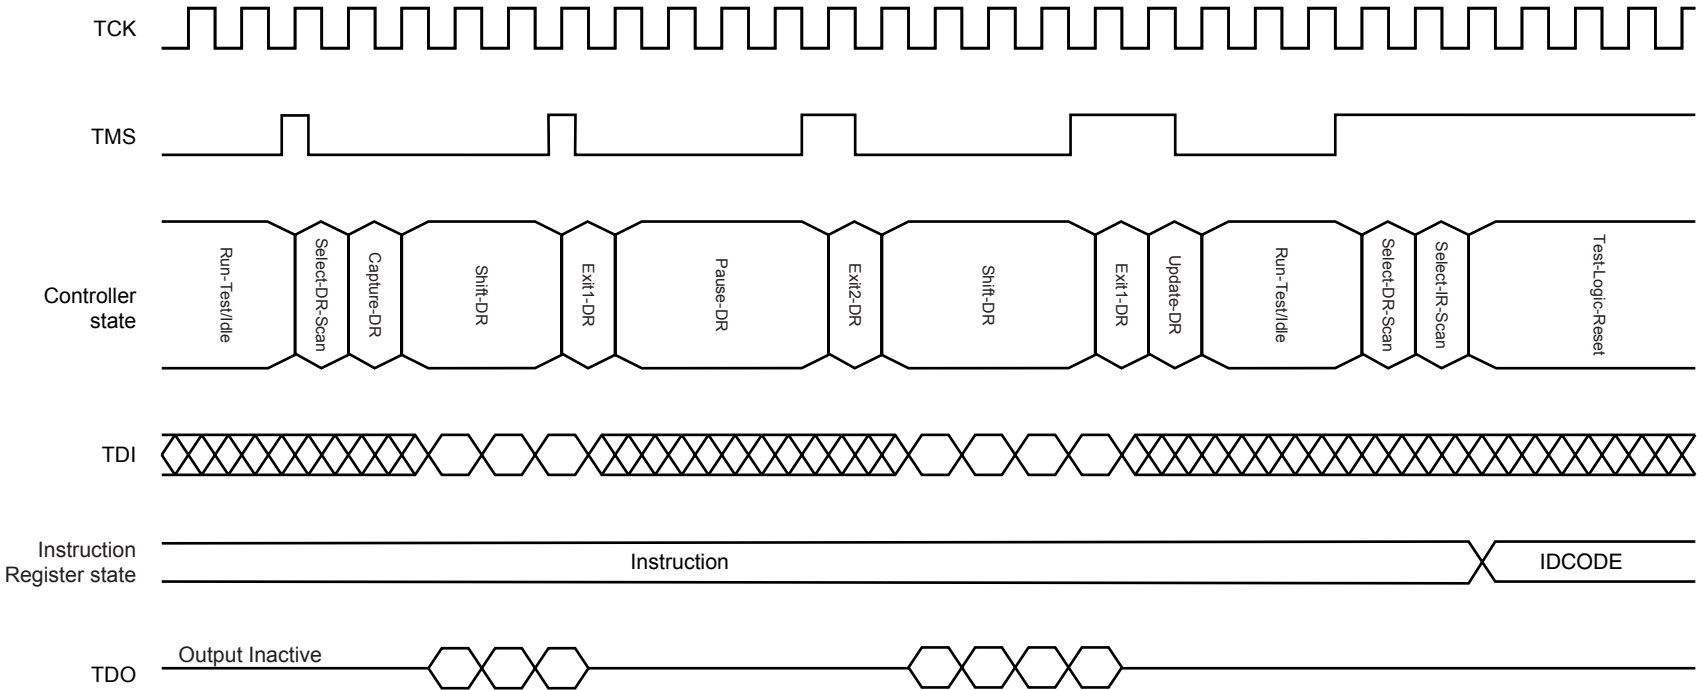 TCK
TMS
Controller
state
Run-Test/Idle
Select-DR-Scan
Capture-DR
Shift-DR
Exit1-DR
Pause-DR
Exit2-DR
Shift-DR
Exit1-DR
Update-DR
Run-Test/Idle
Select-DR-Scan
Select-IR-Scan
Test-Logic-Reset
TDI
Instruction
Register state
Instruction
IDCODE
Output Inactive
TDO